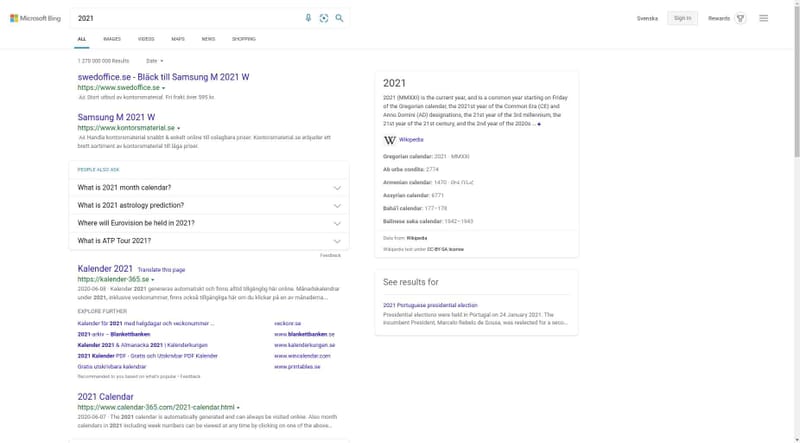 Microsoft Bing
2021
Svenska
Sign in
Rewards
ALL
IMAGES
VIDEOS
MAPS
NEWS
SHOPPING
1 270 000 000 Results
Date
swedoffice.se - Bläck till Samsung M 2021 W
https://www.swedoffice.se
Ad Stort utbud av kontorsmaterial. Fri frakt över 595 kr.
Samsung M 2021 W
https://www.kontorsmaterial.se
Ad Handla kontorsmaterial snabbt & enkelt online till oslagbara priser. Kontorsmaterial.se erbjuder ett
brett sortiment av kontorsmaterial till låga priser.
PEOPLE ALSO ASK
What is 2021 month calendar?
What is 2021 astrology prediction?
Where will Eurovision be held in 2021?
What is ATP Tour 2021?
Feedback
Kalender 2021 Translate this page
https://kalender-365.se
2020-06-08 · Kalender 2021 genereras automatiskt och finns alltid tillgänglig här online. Månadskalendrar
under 2021, inklusive veckonummer, finns också tillgängliga här om du klickar på en av månaderna...
EXPLORE FURTHER
Kalender för 2021 med helgdagar och veckonummer ...
veckonr.se
2021-arkiv – Blankettbanken
www.blankettbanken.se
Kalender 2021 & Almanacka 2021 | Kalenderkungen
www.kalenderkungen.se
2021 Kalender PDF - Gratis och Utskrivbar PDF Kalender
www.wincalendar.com
Gratis utskrivbara kalendrar
www.printables.se
Recommended to you based on what's popular • Feedback
2021 Calendar
https://www.calendar-365.com/2021-calendar.html
2020-06-07 · The 2021 calendar is automatically generated and can always be visited online. Also month
calendars in 2021 including week numbers can be viewed at any time by clicking on one of the above...
2021
2021 (MMXXI) is the current year, and is a common year starting on Friday
of the Gregorian calendar, the 2021st year of the Common Era (CE) and
Anno Domini (AD) designations, the 21st year of the 3rd millennium, the
21st year of the 21st century, and the 2nd year of the 2020s ...
W Wikipedia
Gregorian calendar: 2021 · MMXXI
Ab urbe condita: 2774
Armenian calendar: 1470 ·
Assyrian calendar: 6771
Bahá'í calendar: 177–178
Balinese saka calendar: 1942–1943
Data from: Wikipedia
Wikipedia text under CC-BY-SA license
See results for
2021 Portuguese presidential election
Presidential elections were held in Portugal on 24 January 2021. The
incumbent President, Marcelo Rebelo de Sousa, was reelected for a seco...